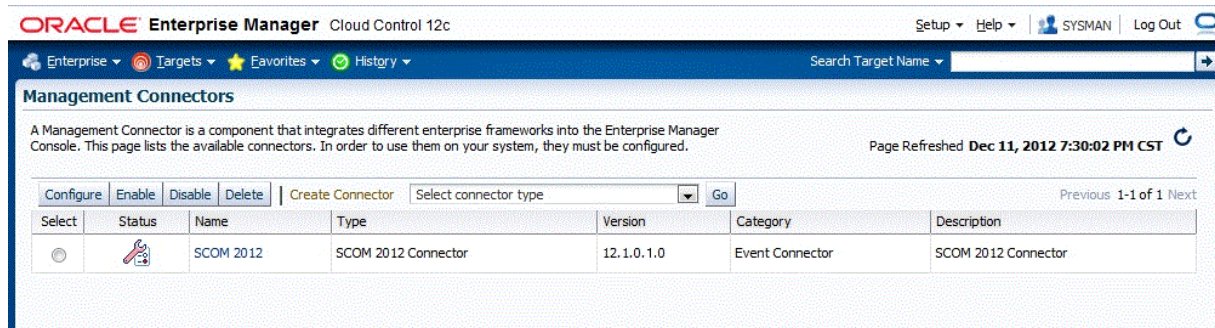 ORACLE Enterprise Manager Cloud Control 12c
Setup Help SYSMAN Log Out
Enterprise Targets Favorites History Search Target Name
Management Connectors
A Management Connector is a component that integrates different enterprise frameworks into the Enterprise Manager
Console. This page lists the available connectors. In order to use them on your system, they must be configured.
Page Refreshed Dec 11, 2012 7:30:02 PM CST
Configure Enable Disable Delete Create Connector Select connector type Go Previous 1-1 of 1 Next
Select Status Name Type Version Category Description
SCOM 2012 SCOM 2012 Connector 12.1.0.1.0 Event Connector SCOM 2012 Connector